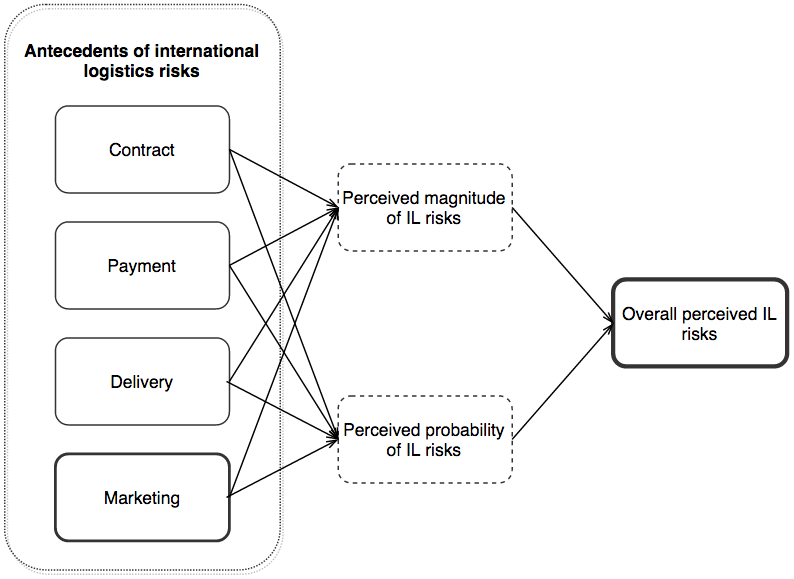 Antecedents of international
logistics risks
Contract
Payment
Delivery
Marketing
Perceived magnitude
of IL risks
Perceived probability
of IL risks
Overall perceived IL
risks